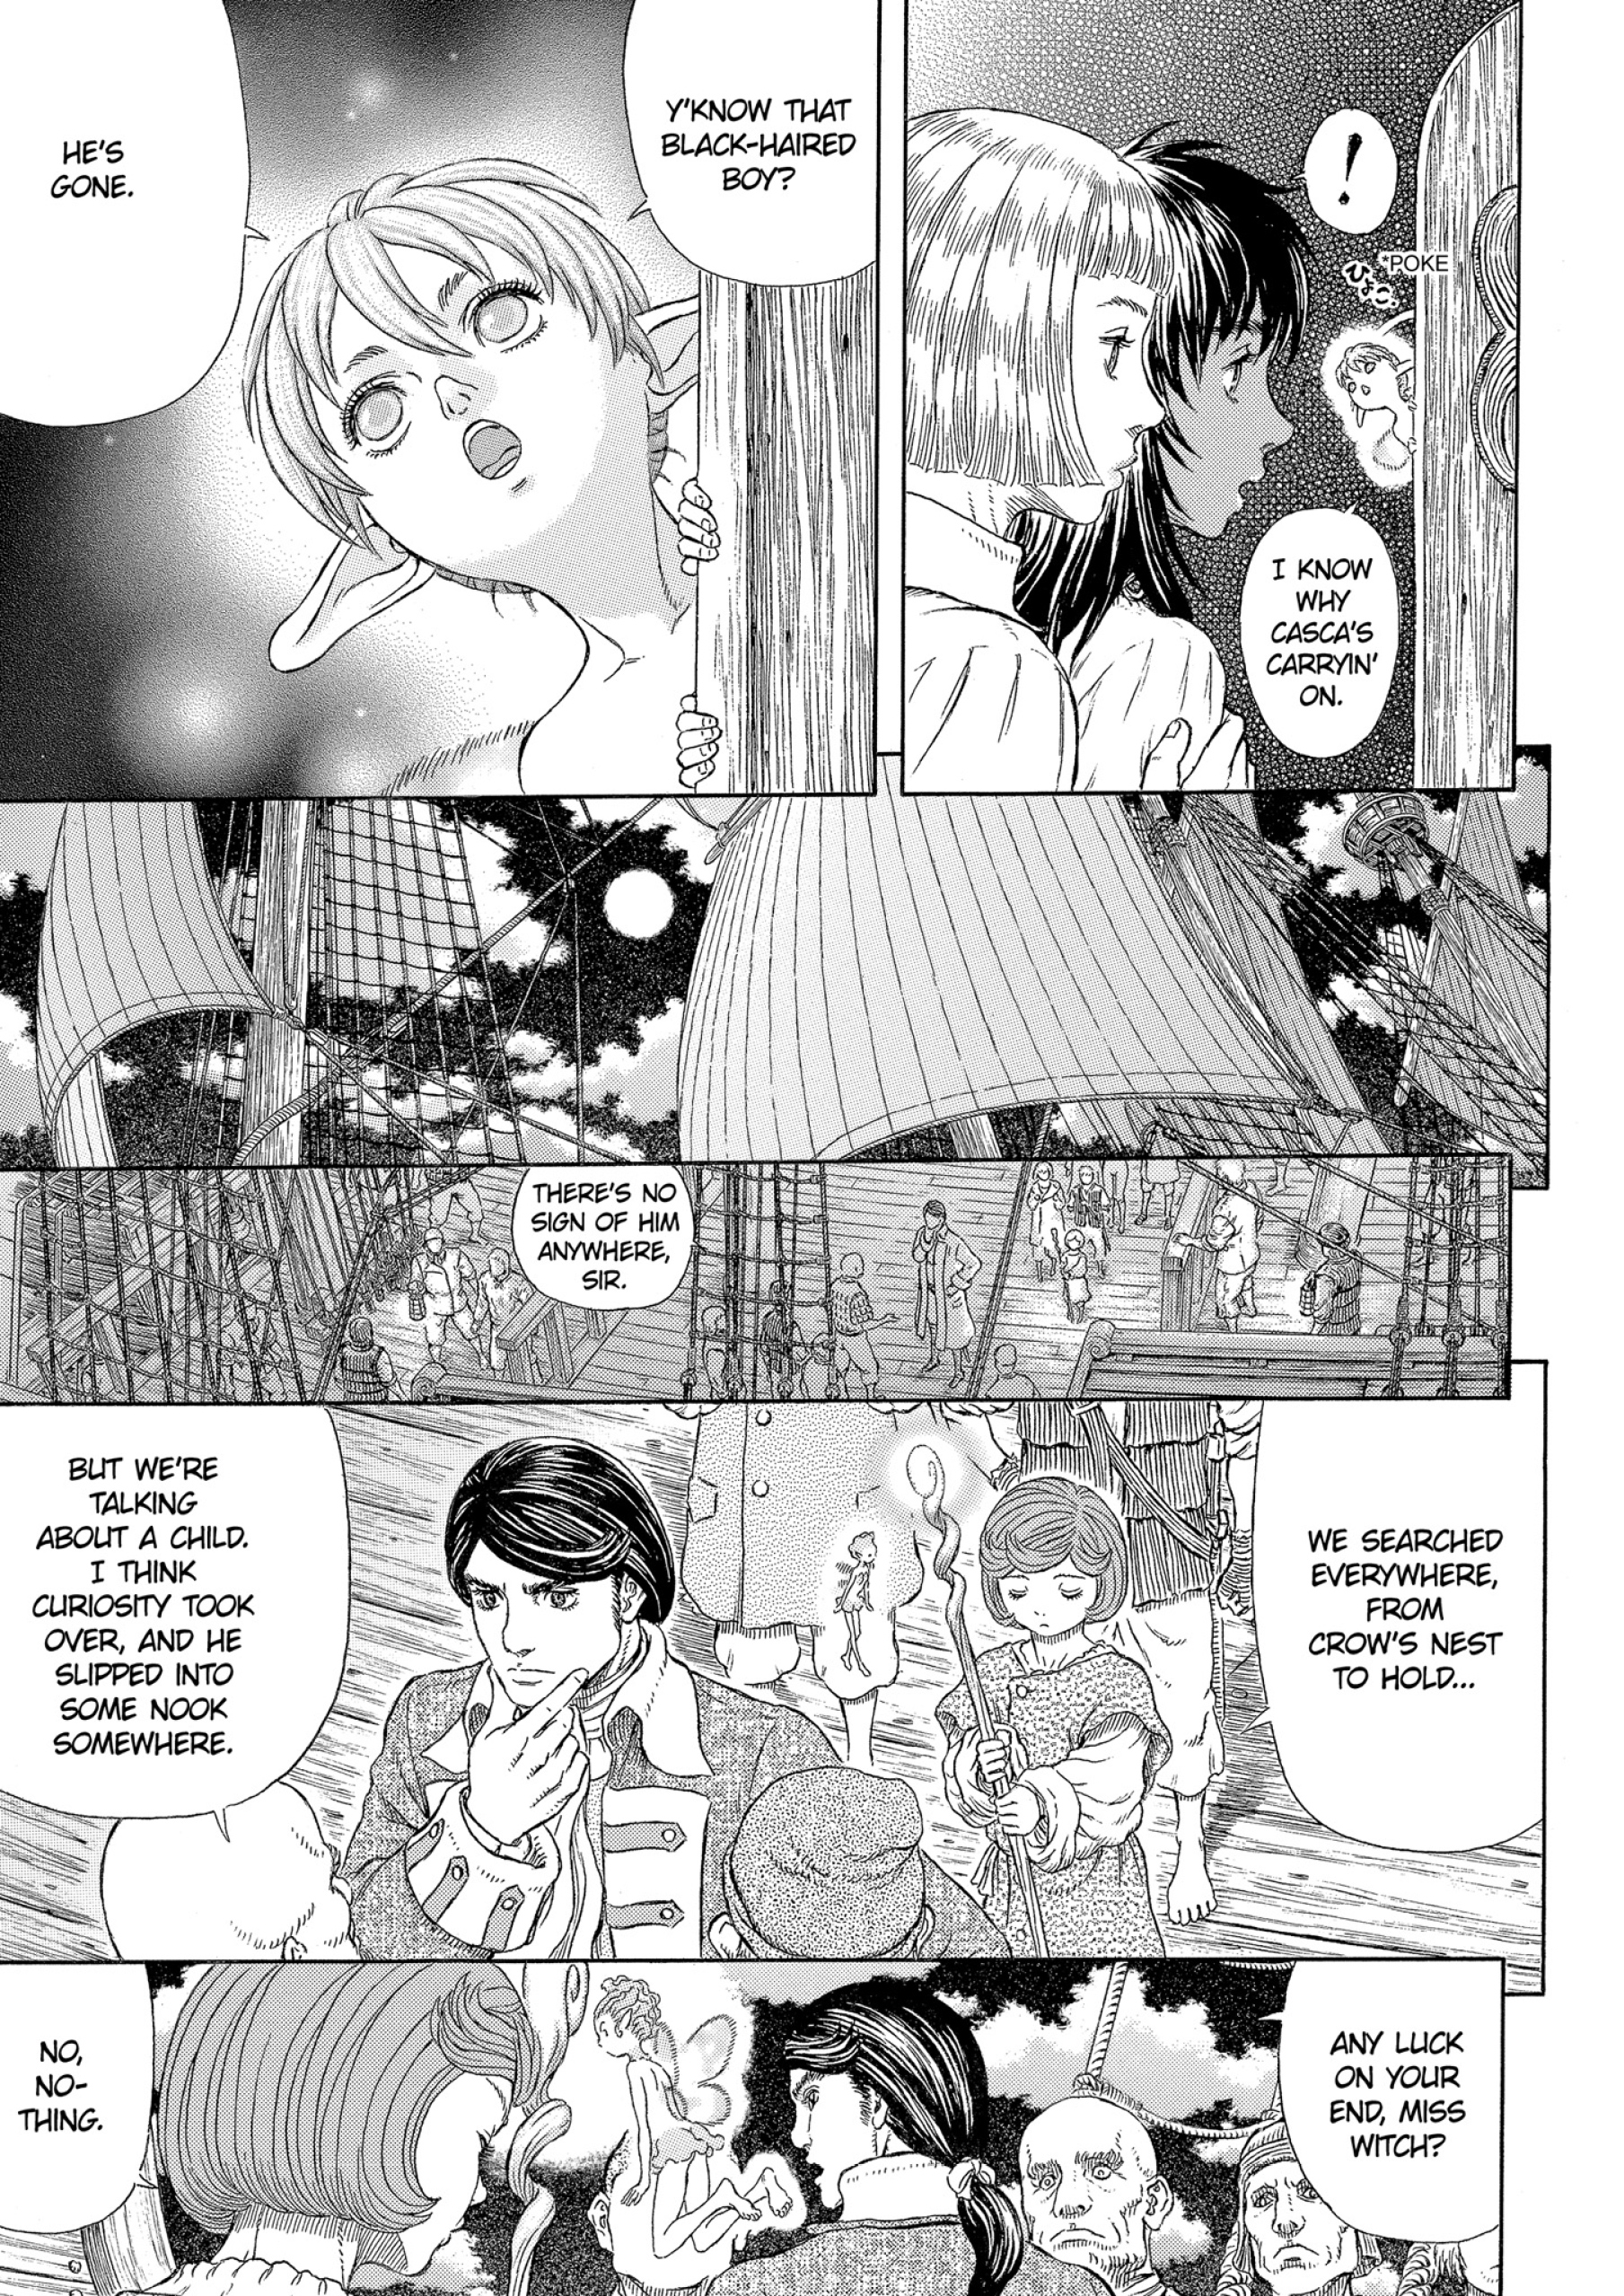 !
*POKE
ひょこ
I KNOW
WHY
CASCA'S
CARRYIN'
ON.
Y'KNOW THAT
BLACK-HAIRED
BOY?
HE'S
GONE.
THERE'S NO
SIGN OF HIM
ANYWHERE,
SIR.
WE SEARCHED
EVERYWHERE,
FROM
CROW'S NEST
TO HOLD...
BUT WE'RE
TALKING
ABOUT A CHILD.
I THINK
CURIOSITY TOOK
OVER, AND HE
SLIPPED INTO
SOME NOOK
SOMEWHERE.
ANY LUCK
ON YOUR
END, MISS
WITCH?
NO,
NO-
THING.